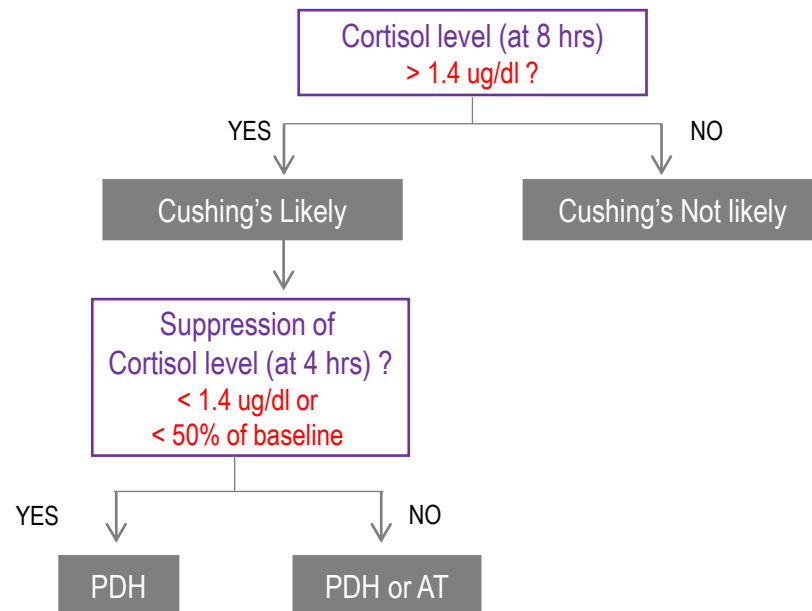 Cortisol level (at 8 hrs)
> 1.4 ug/dl ?
YES
NO
Cushing’s Likely
Cushing’s Not likely
Suppression of
Cortisol level (at 4 hrs) ?
< 1.4 ug/dl or
< 50% of baseline
YES
NO
PDH
PDH or AT